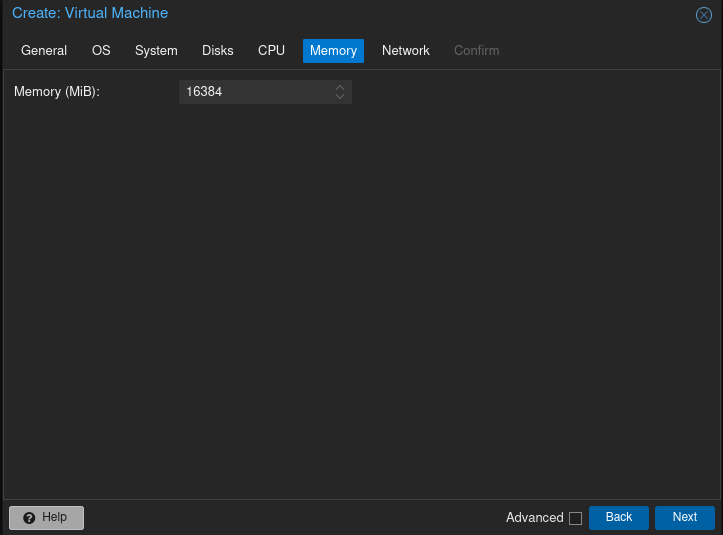 Create: Virtual Machine
General OS System Disks CPU Memory Network Confirm
Memory (MiB): 16384
Help Advanced Back Next